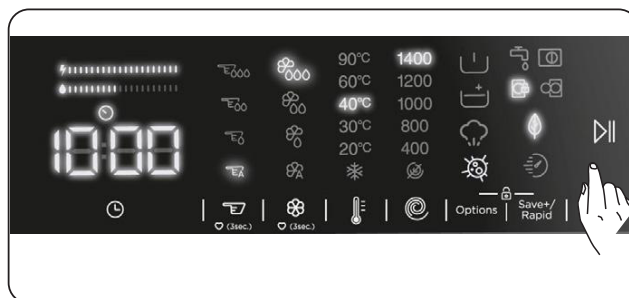 90°C 1400
60°C 1200
40°C 1000
10:00
30°C 800
20°C 400
A A
Options Save+/
Rapid
(3sec.) (3sec.)